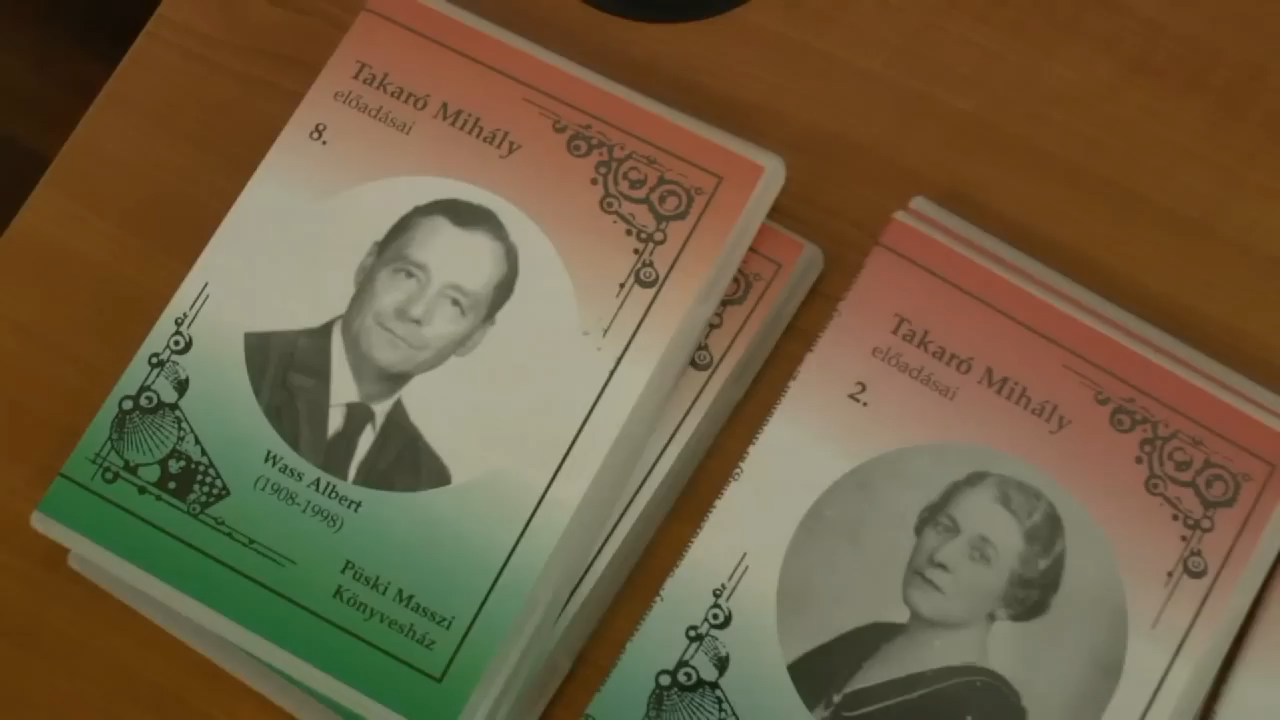 Takaró Mihály
előadásai
8.
Wass Albert
(1908-1998)
Püski Masszi
Könyvesház
Takaró Mihály
előadásai
2.